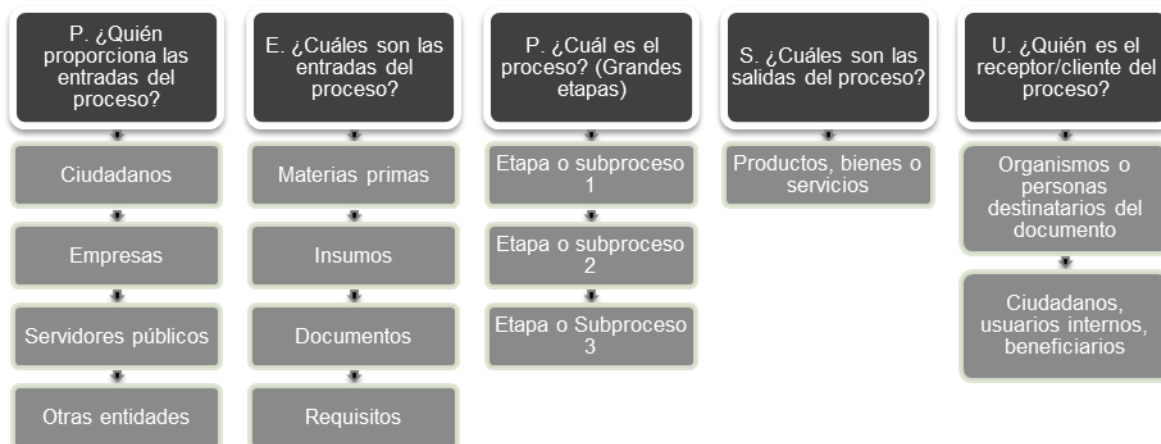 P. ¿Quién
proporciona las
entradas del
proceso?
Ciudadanos
Empresas
Servidores públicos
Otras entidades
E. ¿Cuáles son las
entradas del
proceso?
Materias primas
Insumos
Documentos
Requisitos
P. ¿Cuál es el
proceso? (Grandes
etapas)
Etapa o subproceso
1
Etapa o subproceso
2
Etapa o Subproceso
3
S. ¿Cuáles son las
salidas del proceso?
Productos, bienes o
servicios
U. ¿Quién es el
receptor/cliente del
proceso?
Organismos o
personas
destinatarios del
documento
Ciudadanos,
usuarios internos,
beneficiarios